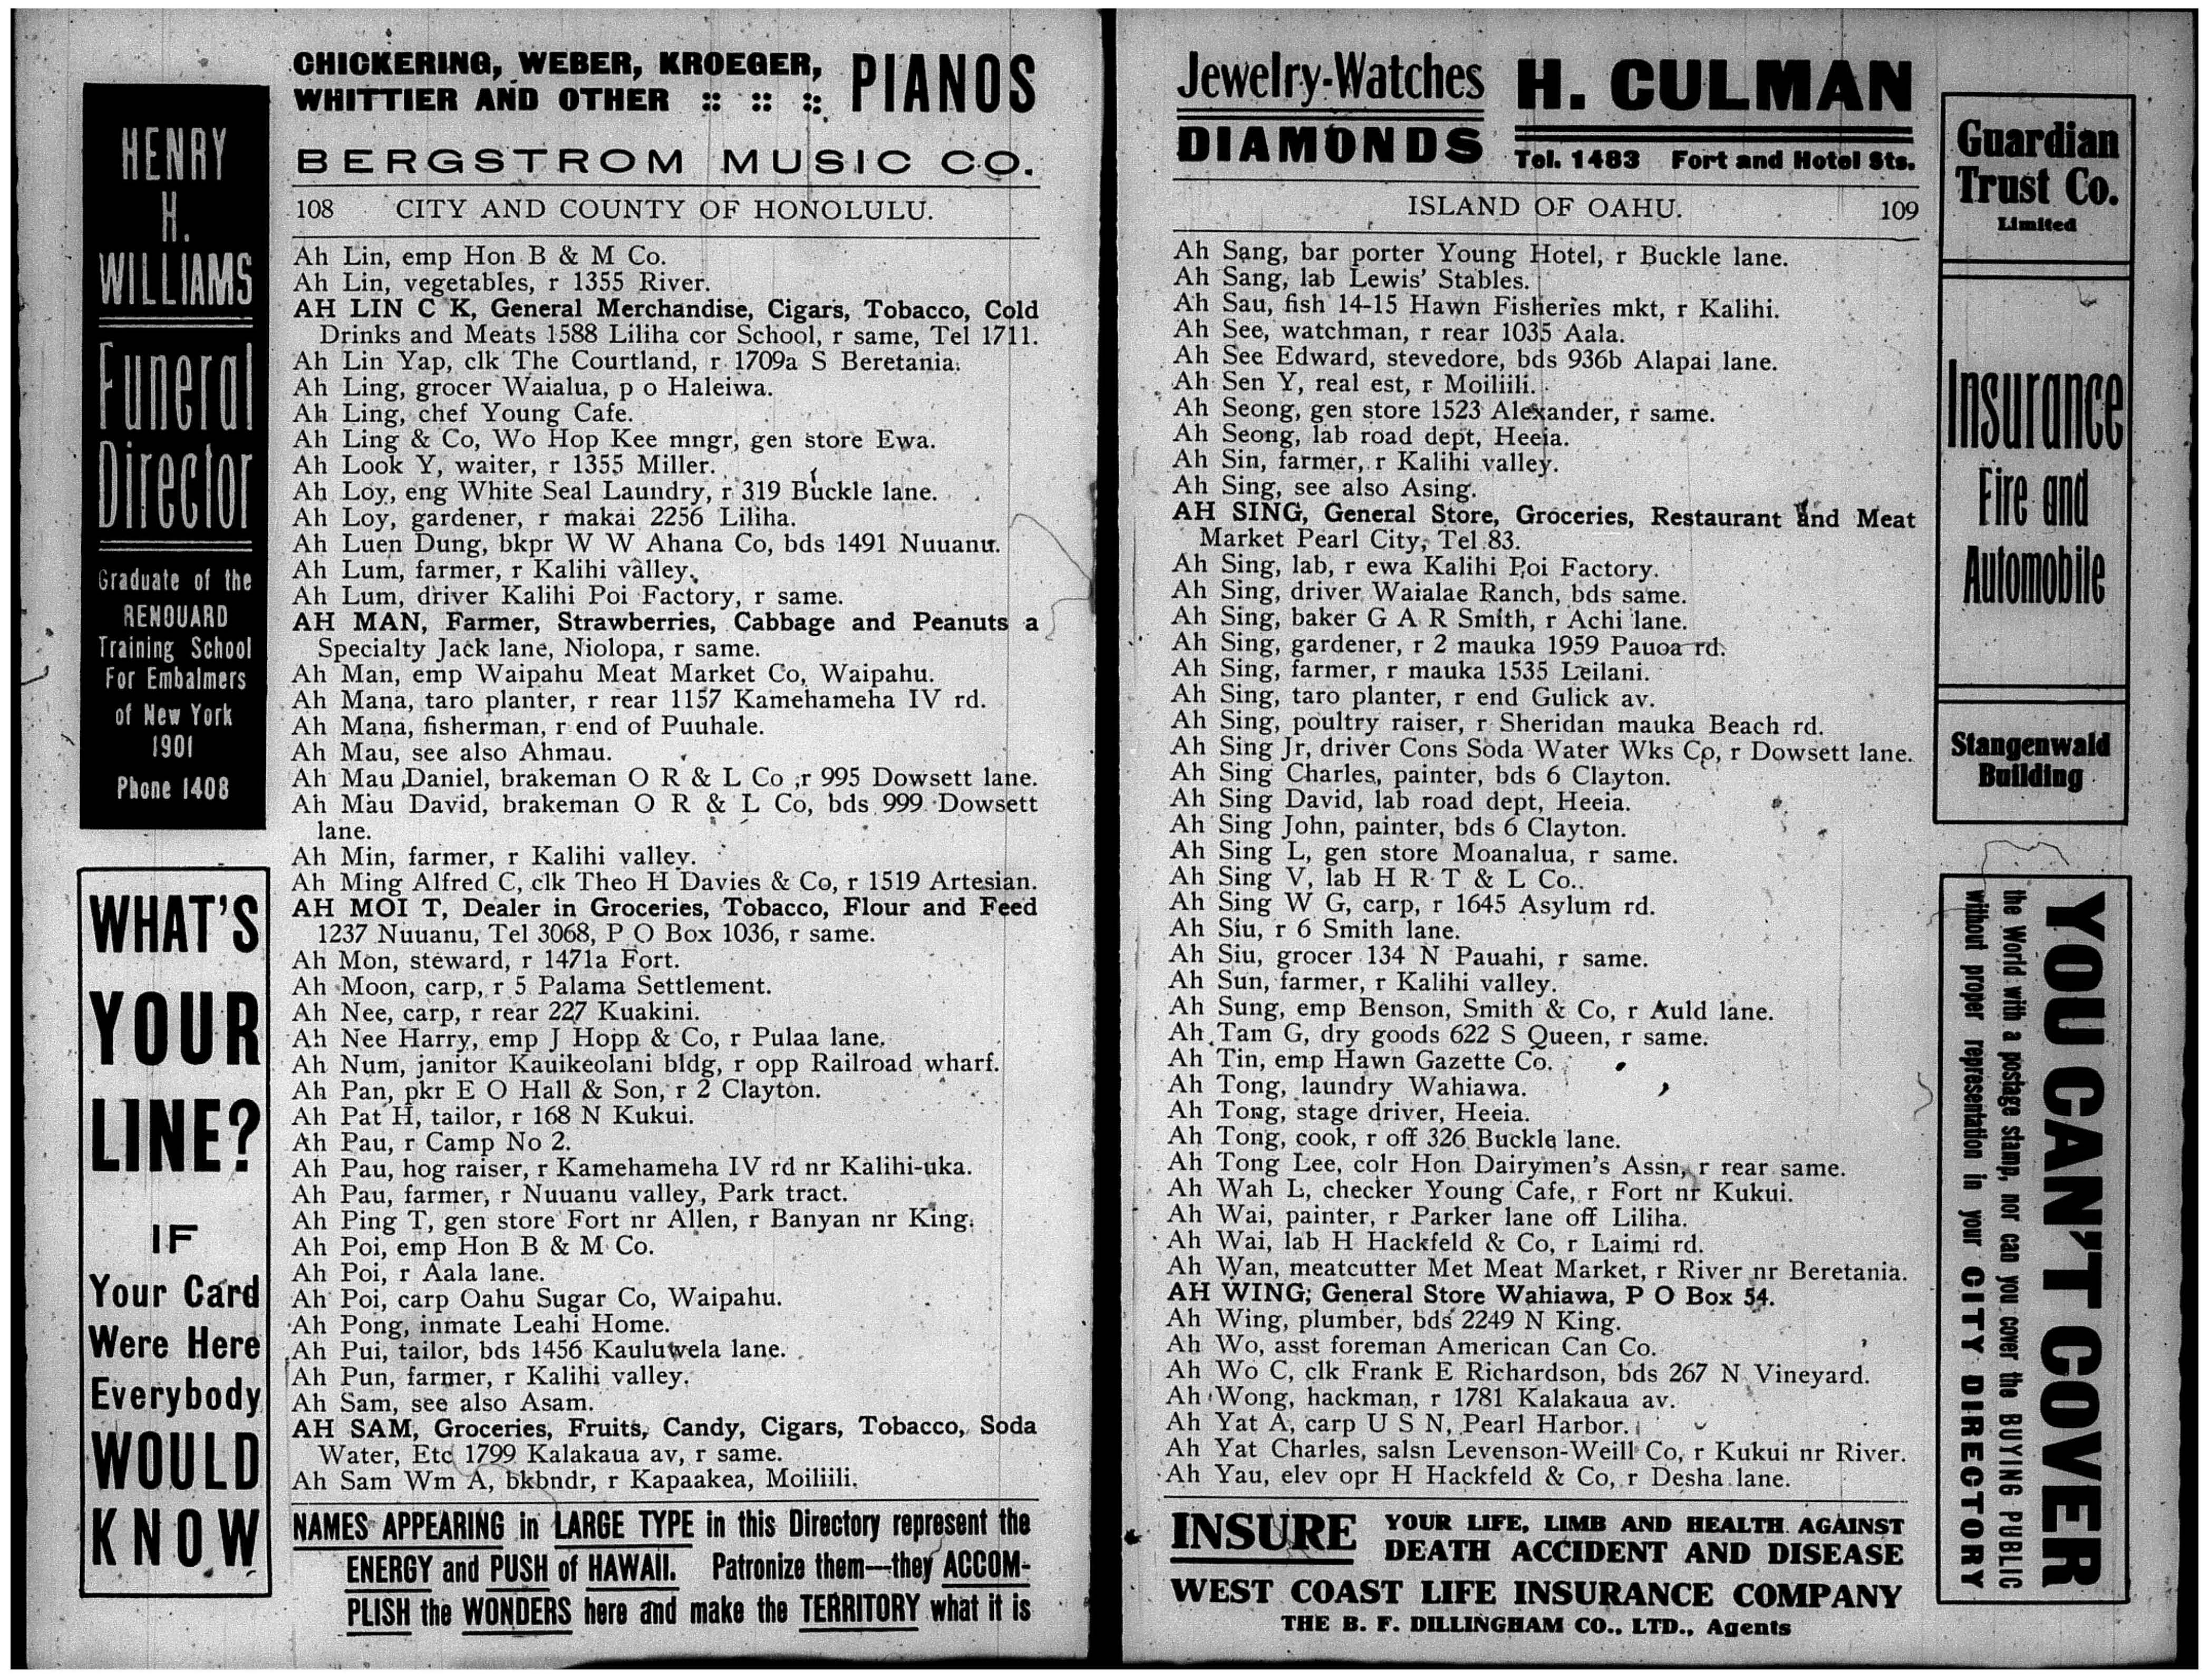 CHICKERING, WEBER, KROEGER,
WHITTIER AND OTHER :: :: :: PIANOS
BERGSTROM MUSIC CO.
HENRY
H.
WILLIAMS
Funeral
Director
Graduate of the
RENOUARD
Training School
For Embalmers
of New York
1901
Phone 1408
WHAT'S
YOUR
LINE?
IF
Your Card
Were Here
Everybody
WOULD
KNOW
108 CITY AND COUNTY OF HONOLULU.
Ah Lin, emp Hon B & M Co.
Ah Lin, vegetables, r 1355 River.
AH LIN C K, General Merchandise, Cigars, Tobacco, Cold
Drinks and Meats 1588 Liliha cor School, r same, Tel 1711.
Ah Lin Yap, clk The Courtland, r 1709a S Beretania.
Ah Ling, grocer Waialua, p o Haleiwa.
Ah Ling, chef Young Cafe.
Ah Ling & Co, Wo Hop Kee mngr, gen store Ewa.
Ah Look Y, waiter, r 1355 Miller.
Ah Loy, eng White Seal Laundry, r 319 Buckle lane.
Ah Loy, gardener, r makai 2256 Liliha.
Ah Luen Dung, bkpr W W Ahana Co, bds 1491 Nuuanu.
Ah Lum, farmer, r Kalihi valley.
Ah Lum, driver Kalihi Poi Factory, r same.
AH MAN, Farmer, Strawberries, Cabbage and Peanuts a
Specialty Jack lane, Niolopa, r same.
Ah Man, emp Waipahu Meat Market Co, Waipahu.
Ah Mana, taro planter, r rear 1157 Kamehameha IV rd.
Ah Mana, fisherman, r end of Puuhale.
Ah Mau, see also Ahmau.
Ah Mau Daniel, brakeman O R & L Co ,r 995 Dowsett lane.
Ah Mau David, brakeman O R & L Co, bds 999 Dowsett
lane.
Ah Min, farmer, r Kalihi valley.
Ah Ming Alfred C, clk Theo H Davies & Co, r 1519 Artesian.
AH MOI T, Dealer in Groceries, Tobacco, Flour and Feed
1237 Nuuanu, Tel 3068, P O Box 1036, r same.
Ah Mon, steward, r 1471a Fort.
Ah Moon, carp, r 5 Palama Settlement.
Ah Nee, carp, r rear 227 Kuakini.
Ah Nee Harry, emp J Hopp & Co, r Pulaa lane.
Ah Num, janitor Kauikeolani bldg, r opp Railroad wharf.
Ah Pan, pkr E O Hall & Son, r 2 Clayton.
Ah Pat H, tailor, r 168 N Kukui.
Ah Pau, r Camp No 2.
Ah Pau, hog raiser, r Kamehameha IV rd nr Kalihi-uka.
Ah Pau, farmer, r Nuuanu valley, Park tract.
Ah Ping T, gen store Fort nr Allen, r Banyan nr King.
Ah Poi, emp Hon B & M Co.
Ah Poi, r Aala lane.
Ah Poi, carp Oahu Sugar Co, Waipahu.
Ah Pong, inmate Leahi Home.
Ah Pui, tailor, bds 1456 Kauluwela lane.
Ah Pun, farmer, r Kalihi valley.
Ah Sam, see also Asam.
AH SAM, Groceries, Fruits, Candy, Cigars, Tobacco, Soda
Water, Etc 1799 Kalakaua av, r same.
Ah Sam Wm A, bkbndr, r Kapaakea, Moiliili.
NAMES APPEARING in LARGE TYPE in this Directory represent the
ENERGY and PUSH of HAWAII. Patronize them—they ACCOM-
PLISH the WONDERS here and make the TERRITORY what it is
Jewelry-Watches
DIAMONDS
H. CULMAN
Tel. 1483 Fort and Hotel Sts.
ISLAND OF OAHU. 109
Ah Sang, bar porter Young Hotel, r Buckle lane.
Ah Sang, lab Lewis' Stables.
Ah Sau, fish 14-15 Hawn Fisheries mkt, r Kalihi.
Ah See, watchman, r rear 1035 Aala.
Ah See Edward, stevedore, bds 936b Alapai lane.
Ah Sen Y, real est, r Moiliili.
Ah Seong, gen store 1523 Alexander, r same.
Ah Seong, lab road dept, Heeia.
Ah Sin, farmer, r Kalihi valley.
Ah Sing, see also Asing.
AH SING, General Store, Groceries, Restaurant and Meat
Market Pearl City, Tel 83.
Ah Sing, lab, r ewa Kalihi Poi Factory.
Ah Sing, driver Waialae Ranch, bds same.
Ah Sing, baker G A R Smith, r Achi lane.
Ah Sing, gardener, r 2 mauka 1959 Pauoa rd.
Ah Sing, farmer, r mauka 1535 Leilani.
Ah Sing, taro planter, r end Gulick av.
Ah Sing, poultry raiser, r Sheridan mauka Beach rd.
Ah Sing Jr, driver Cons Soda Water Wks Co, r Dowsett lane.
Ah Sing Charles, painter, bds 6 Clayton.
Ah Sing David, lab road dept, Heeia.
Ah Sing John, painter, bds 6 Clayton.
Ah Sing L, gen store Moanalua, r same.
Ah Sing V, lab H R T & L Co..
Ah Sing W G, carp, r 1645 Asylum rd.
Ah Siu, r 6 Smith lane.
Ah Siu, grocer 134 N Pauahi, r same.
Ah Sun, farmer, r Kalihi valley.
Ah Sung, emp Benson, Smith & Co, r Auld lane.
Ah Tam G, dry goods 622 S Queen, r same.
Ah Tin, emp Hawn Gazette Co.
Ah Tong, laundry Wahiawa.
Ah Tong, stage driver, Heeia.
Ah Tong, cook, r off 326 Buckle lane.
Ah Tong Lee, colr Hon Dairymen's Assn, r rear same.
Ah Wah L, checker Young Cafe, r Fort nr Kukui.
Ah Wai, painter, r Parker lane off Liliha.
Ah Wai, lab H Hackfeld & Co, r Laimi rd.
Ah Wan, meatcutter Met Meat Market, r River nr Beretania.
AH WING, General Store Wahiawa, P O Box 54.
Ah Wing, plumber, bds 2249 N King.
Ah Wo, asst foreman American Can Co.
Ah Wo C, clk Frank E Richardson, bds 267 N Vineyard.
Ah Wong, hackman, r 1781 Kalakaua av.
Ah Yat A, carp U S N, Pearl Harbor.
Ah Yat Charles, salsn Levenson-Weill Co, r Kukui nr River.
Ah Yau, elev opr H Hackfeld & Co, r Desha lane.
INSURE YOUR LIFE, LIMB AND HEALTH AGAINST
DEATH ACCIDENT AND DISEASE
WEST COAST LIFE INSURANCE COMPANY
THE B. F. DILLINGHAM CO., LTD., Agents
Guardian
Trust Co.
Limited
Insurance
Fire and
Automobile
Stangenwald
Building
YOU CAN'T COVER
the World with a postage stamp, nor can you cover the BUYING PUBLIC
without proper representation in your CITY DIRECTORY